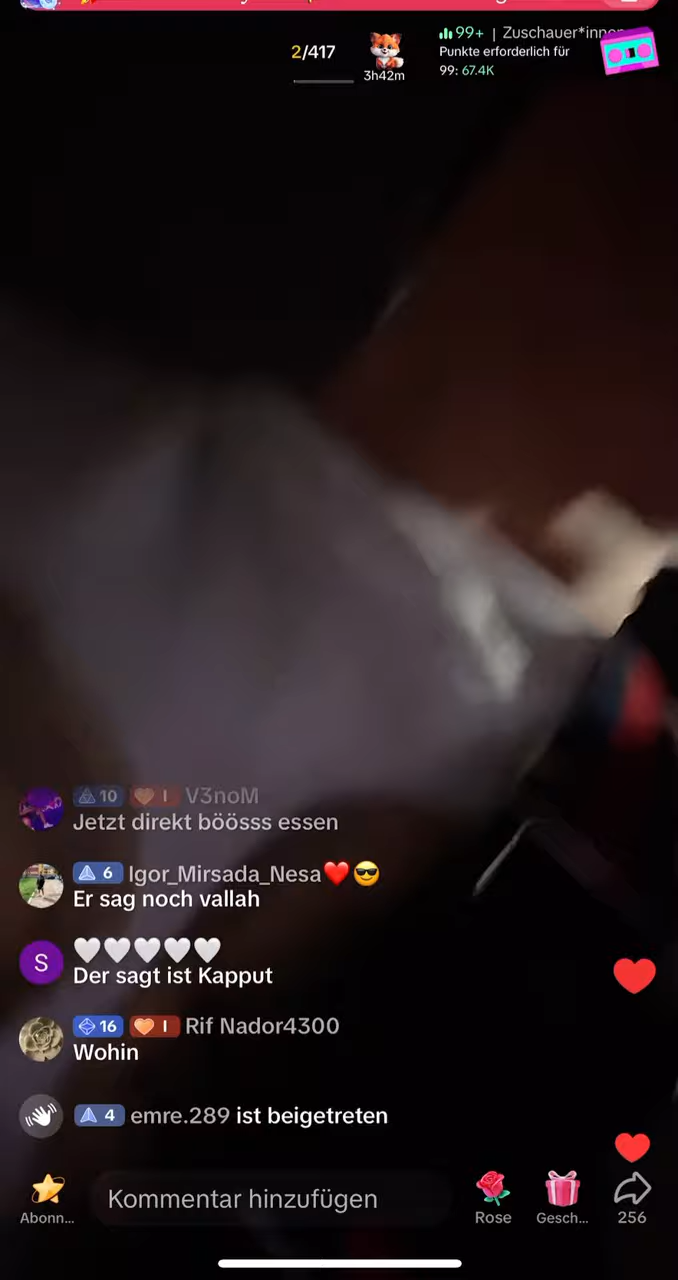 2/417
3h42m
99+ | Zuschauer*innen
Punkte erforderlich für
99: 67.4K
10 I V3noM
Jetzt direkt böösss essen
6 Igor_Mirsada_Nesa❤️😎
Er sag noch vallah
S 🤍🤍🤍🤍🤍
Der sagt ist Kapput
16 I Rif Nador4300
Wohin
4 emre.289 ist beigetreten
Abonn...
Kommentar hinzufügen
Rose
Gesch...
256